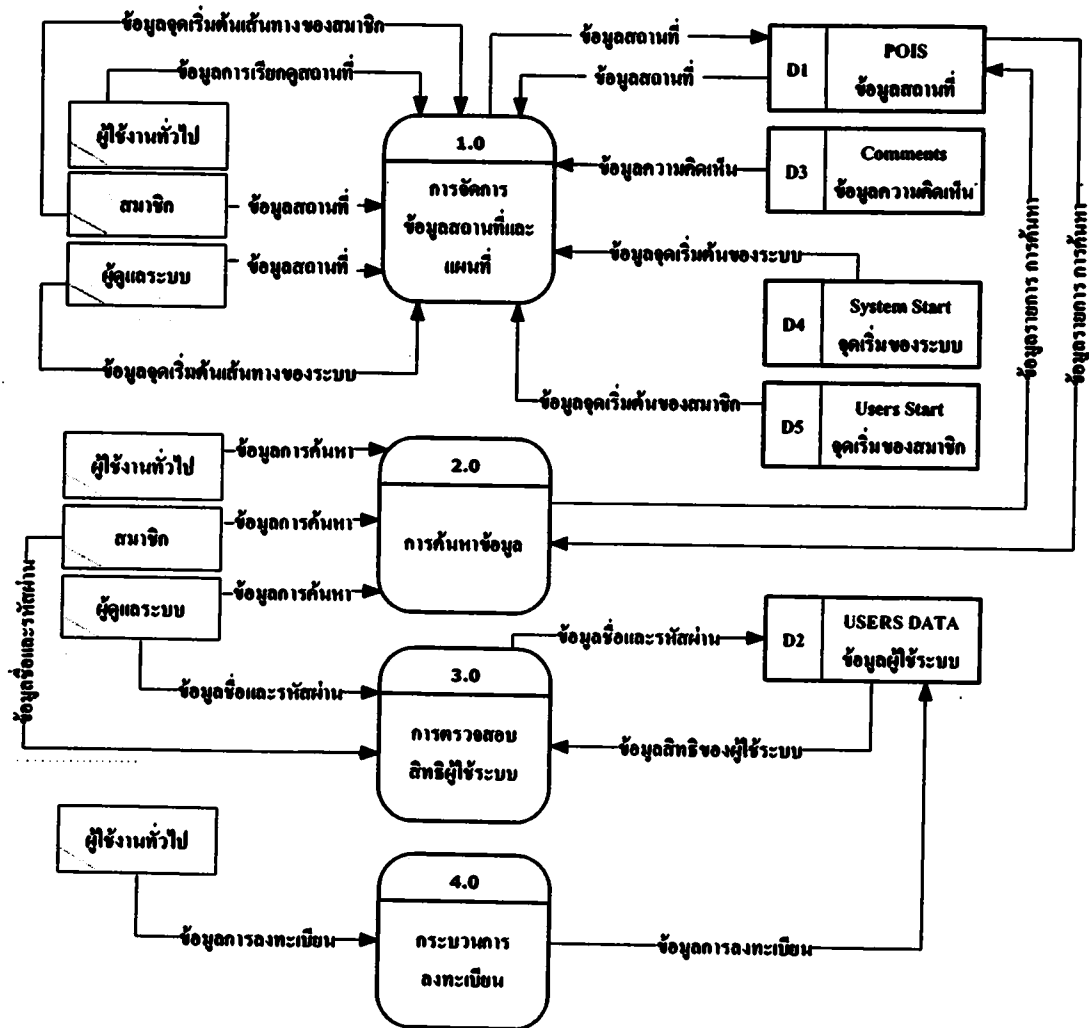 ข้อมูลจุดเริ่มต้นเส้นทางของสมาชิก
ข้อมูลการเรียกดูสถานที่
ข้อมูลสถานที่
ข้อมูลสถานที่
D1
POIS
ข้อมูลสถานที่
ผู้ใช้งานทั่วไป
สมาชิก
ผู้ดูแลระบบ
ข้อมูลสถานที่
ข้อมูลสถานที่
1.0
การจัดการ
ข้อมูลสถานที่และ
แผนที่
ข้อมูลความคิดเห็น
D3
Comments
ข้อมูลความคิดเห็น
ข้อมูลจุดเริ่มต้นของระบบ
D4
System Start
จุดเริ่มของระบบ
ข้อมูลจุดเริ่มต้นเส้นทางของระบบ
ข้อมูลจุดเริ่มต้นของสมาชิก
D5
Users Start
จุดเริ่มของสมาชิก
ข้อมูลรายการ การค้นหา
ข้อมูลรายการ การค้นหา
ผู้ใช้งานทั่วไป
สมาชิก
ผู้ดูแลระบบ
ข้อมูลการค้นหา
ข้อมูลการค้นหา
ข้อมูลการค้นหา
2.0
การค้นหาข้อมูล
ข้อมูลชื่อและรหัสผ่าน
ข้อมูลชื่อและรหัสผ่าน
ข้อมูลชื่อและรหัสผ่าน
D2
USERS DATA
ข้อมูลผู้ใช้ระบบ
3.0
การตรวจสอบ
สิทธิผู้ใช้ระบบ
ข้อมูลสิทธิของผู้ใช้ระบบ
ผู้ใช้งานทั่วไป
ข้อมูลการลงทะเบียน
4.0
กระบวนการ
ลงทะเบียน
ข้อมูลการลงทะเบียน